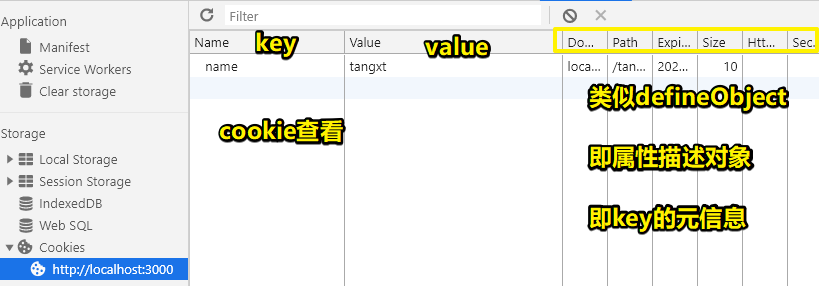 Application
Manifest
Service Workers
Clear storage
Storage
Local Storage
Session Storage
IndexedDB
Web SQL
Cookies
http://localhost:3000
Filter
Name key Value value Do... Path Expi... Size Htt... Sec.
name tangxt loca... /tan... 202... 10
类似defineObject
cookie查看
即属性描述对象
即key的元信息